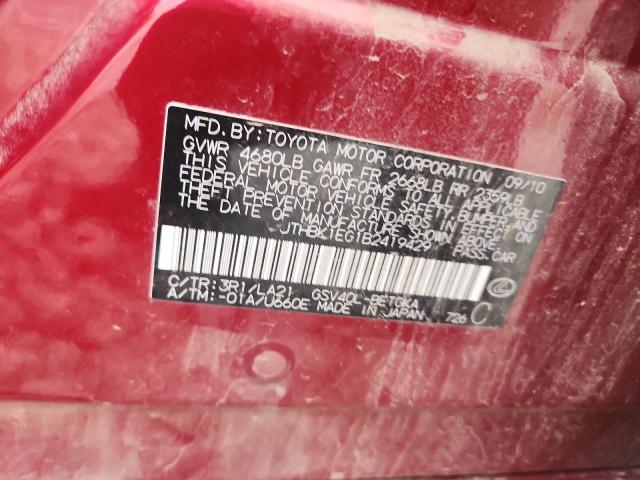 MFD. BY: TOYOTA MOTOR CORPORATION 09/10
GVWR 4680LB GAWR FR 2668LB RR 2359LB
THIS VEHICLE CONFORMS TO ALL APPLICABLE
FEDERAL MOTOR VEHICLE SAFETY, BUMPER, AND
THEFT PREVENTION STANDARDS IN EFFECT ON
THE DATE OF MANUFACTURE SHOWN ABOVE.
JTHBK1EG1B2419429 PASS. CAR
C/TR: 3R1/LA21 GSV40L-BETGKA
A/TM: -01A/U660E MADE IN JAPAN 726 C